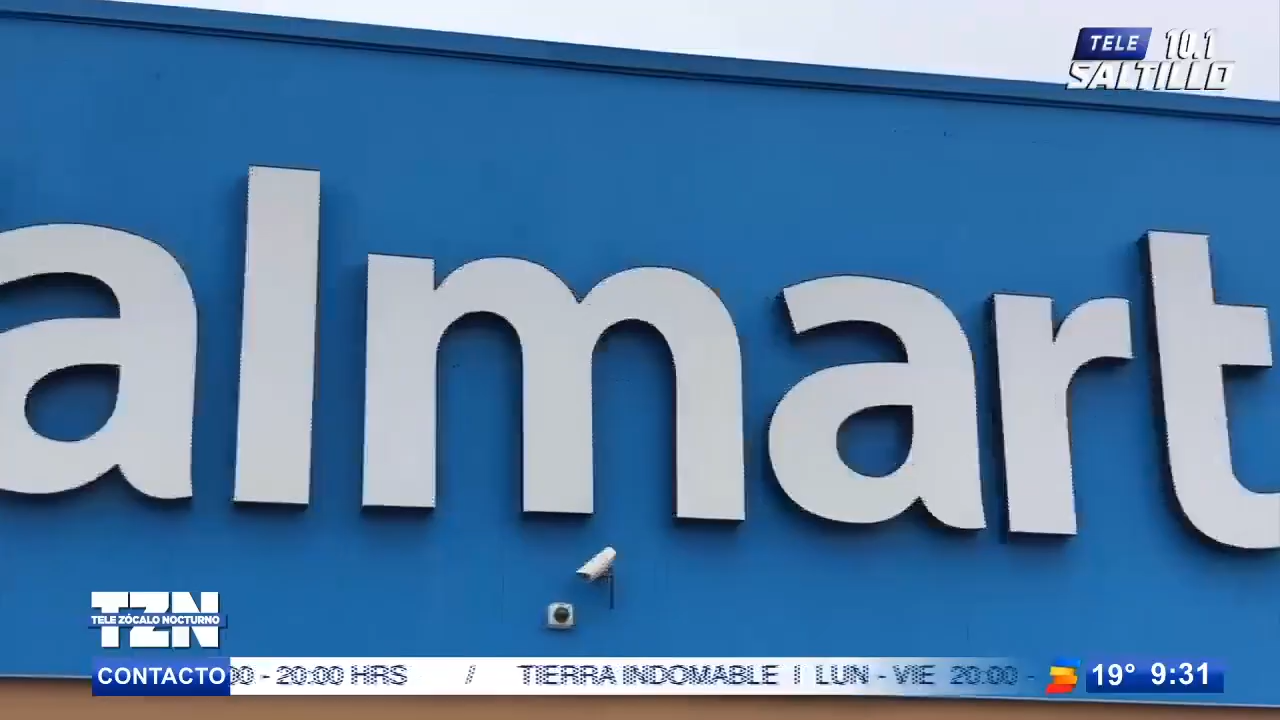 TELE 10.1
SALTILLO
almart
TZN
TELE ZÓCALO NOCTURNO
CONTACTO
- 20:00 HRS / TIERRA INDOMABLE | LUN - VIE 20:00 -
19° 9:31